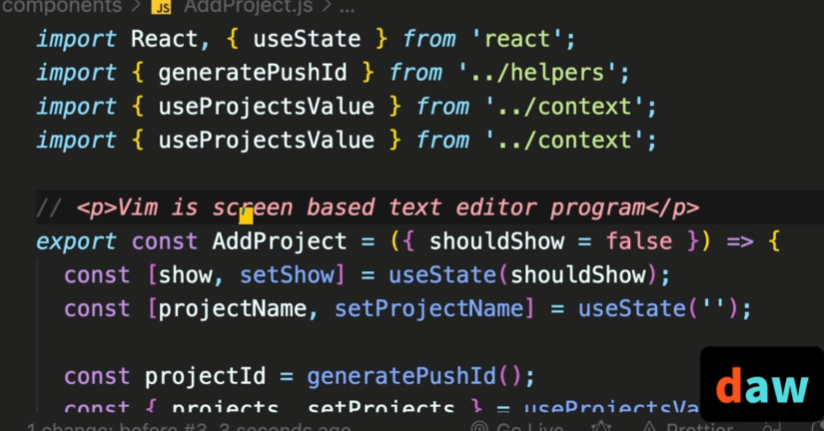 components > JS AddProject.js > ...
import React, { useState } from 'react';
import { generatePushId } from '../helpers';
import { useProjectsValue } from '../context';
import { useProjectsValue } from '../context';
// <p>Vim is screen based text editor program</p>
export const AddProject = ({ shouldShow = false }) => {
const [show, setShow] = useState(shouldShow);
const [projectName, setProjectName] = useState('');
const projectId = generatePushId();
const { projects, setProjects } = useProjectsVa
daw
1 change; before #3 3 seconds ago Go Live Prettier